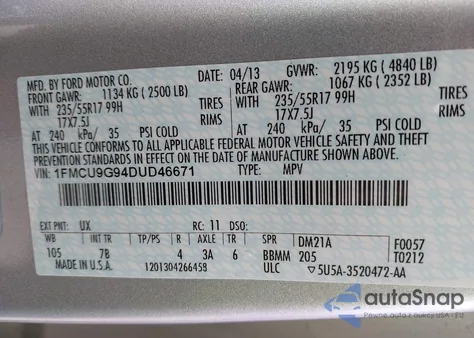 MFD. BY FORD MOTOR CO. DATE: 04/13 GVWR: 2195 KG ( 4840 LB)
FRONT GAWR: 1134 KG ( 2500 LB) REAR GAWR: 1067 KG ( 2352 LB)
235/55R17 99H TIRES 235/55R17 99H TIRES
17X7.5J RIMS 17X7.5J RIMS
AT 240 kPa/ 35 PSI COLD AT 240 kPa/ 35 PSI COLD
THIS VEHICLE CONFORMS TO ALL APPLICABLE FEDERAL MOTOR VEHICLE SAFETY AND THEFT
PREVENTION STANDARDS IN EFFECT ON THE DATE OF MANUFACTURE SHOWN ABOVE.
VIN: 1FMCU9G94DUD46671 TYPE: MPV
EXT PNT: UX RC: 11 DSO:
WB INT TR TP/PS R AXLE TR SPR DM21A F0057
105 7B 4 3A 6 BBMM 205 T0212
MADE IN U.S.A. 1201304266458 ULC 5U5A-3520472-AA
autoSnap
Pewne auto z USA i EU